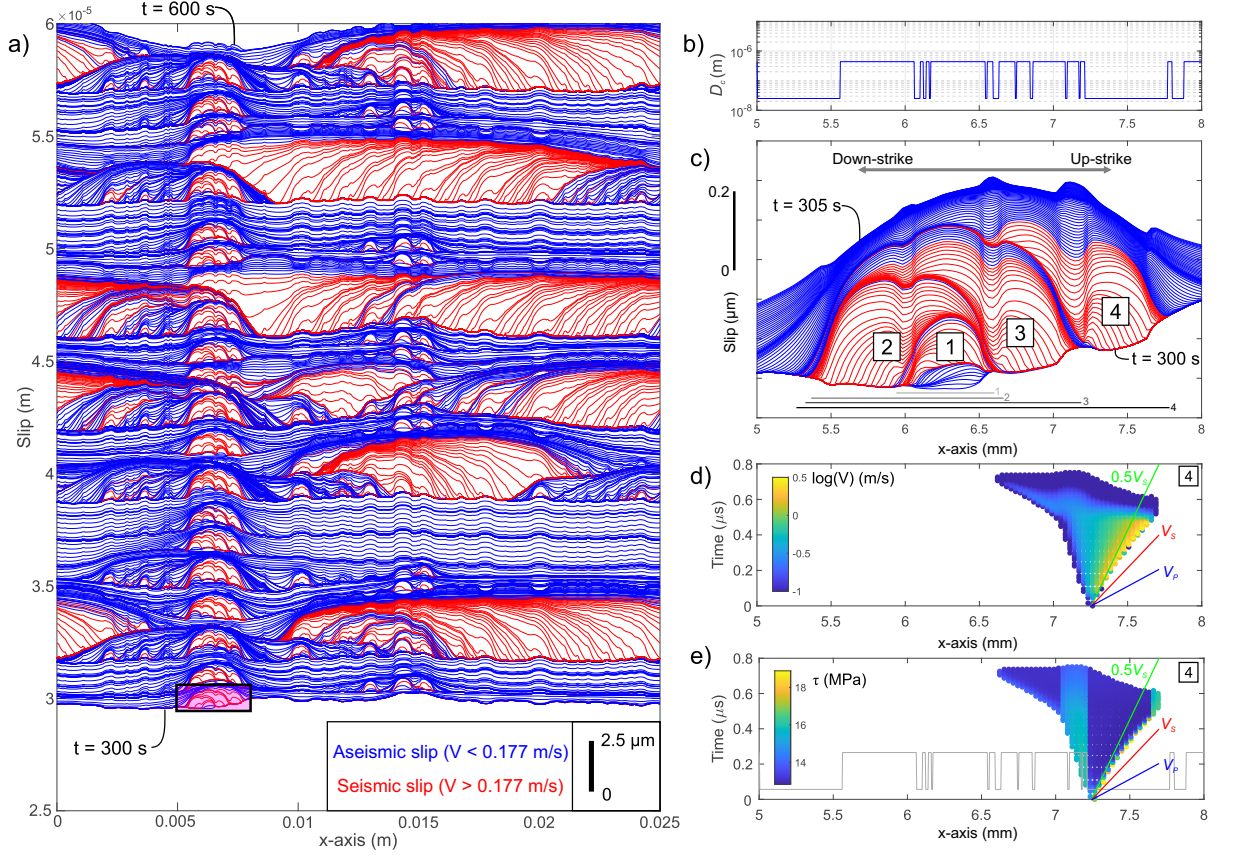 a)
6 ×10⁻⁵
t = 600 s
5.5
5
4.5
4
3.5
3
2.5
Slip (m)
t = 300 s
Aseismic slip (V < 0.177 m/s)
Seismic slip (V > 0.177 m/s)
2.5 µm
0
0 0.005 0.01 0.015 0.02 0.025
x-axis (m)
b)
10⁻⁶
10⁻⁸
D_c (m)
5 5.5 6 6.5 7 7.5 8
c)
Down-strike Up-strike
0.2
t = 305 s
0
Slip (µm)
2 1 3 4
t = 300 s
1
2
3
4
5 5.5 6 6.5 7 7.5 8
x-axis (mm)
d)
0.8
0.6
0.4
0.2
0
Time (µs)
0.5 log(V) (m/s)
0
-0.5
-1
0.5V_S
4
V_S
V_P
5 5.5 6 6.5 7 7.5 8
x-axis (mm)
e)
0.8
0.6
0.4
0.2
0
Time (µs)
τ (MPa)
18
16
14
0.5V_S
4
V_S
V_P
5 5.5 6 6.5 7 7.5 8
x-axis (mm)